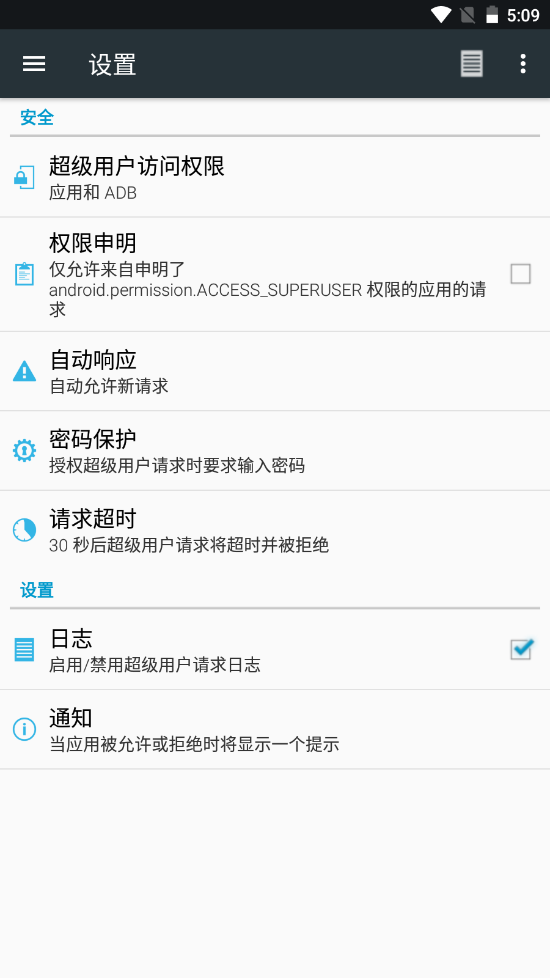 5:09
设置
安全
超级用户访问权限
应用和 ADB
权限申明
仅允许来自申明了
android.permission.ACCESS_SUPERUSER 权限的应用的请
求
自动响应
自动允许新请求
密码保护
授权超级用户请求时要求输入密码
请求超时
30 秒后超级用户请求将超时并被拒绝
设置
日志
启用/禁用超级用户请求日志
通知
当应用被允许或拒绝时将显示一个提示